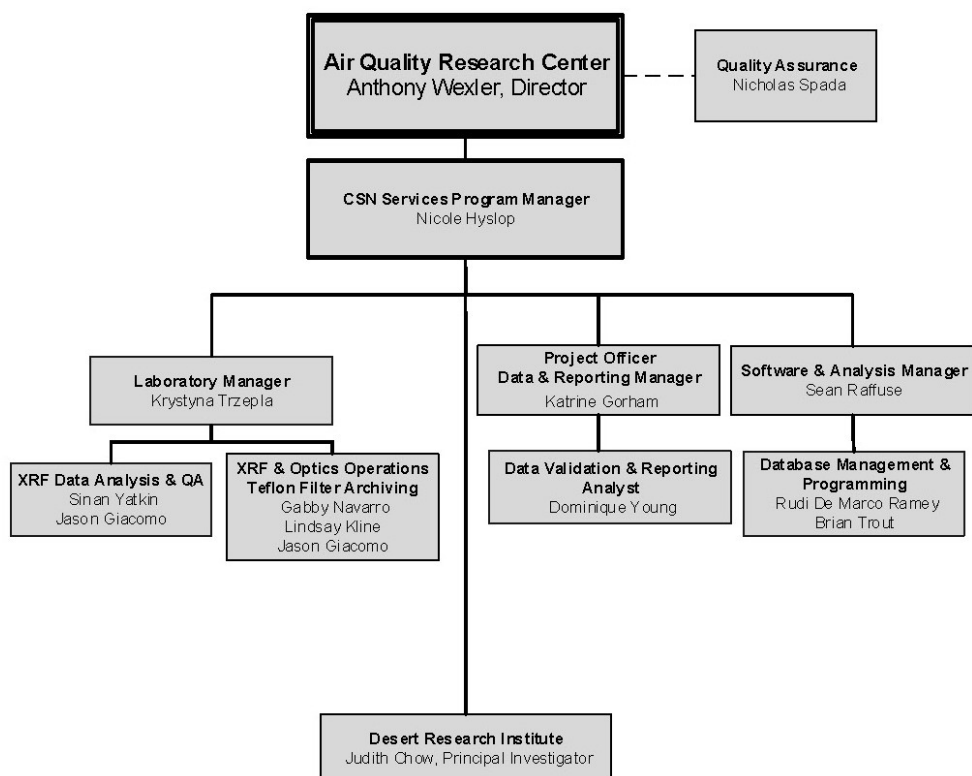 Air Quality Research Center
Anthony Wexler, Director
Quality Assurance
Nicholas Spada
CSN Services Program Manager
Nicole Hyslop
Laboratory Manager
Krystyna Trzepla
Project Officer
Data & Reporting Manager
Katrine Gorham
Software & Analysis Manager
Sean Raffuse
XRF Data Analysis & QA
Sinan Yatkin
Jason Giacomo
XRF & Optics Operations
Teflon Filter Archiving
Gabby Navarro
Lindsay Kline
Jason Giacomo
Data Validation & Reporting
Analyst
Dominique Young
Database Management &
Programming
Rudi De Marco Ramey
Brian Trout
Desert Research Institute
Judith Chow, Principal Investigator